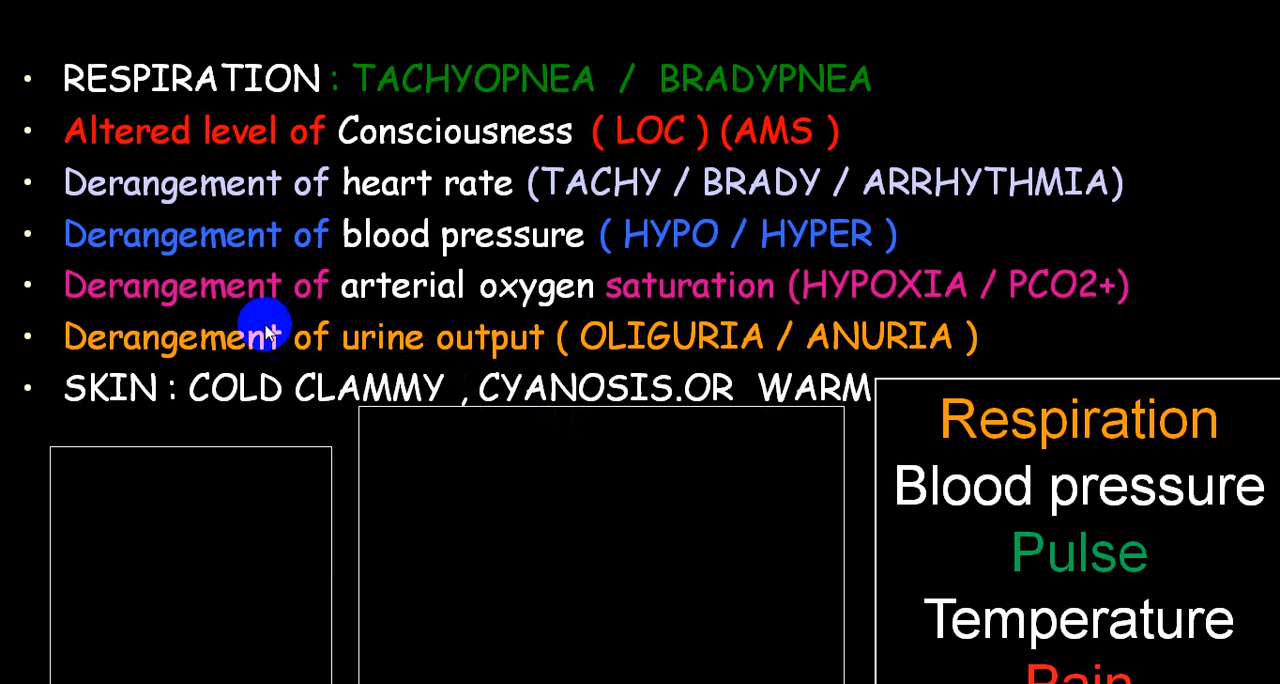 • RESPIRATION : TACHYOPNEA / BRADYPNEA
• Altered level of Consciousness ( LOC ) (AMS )
• Derangement of heart rate (TACHY / BRADY / ARRHYTHMIA)
• Derangement of blood pressure ( HYPO / HYPER )
• Derangement of arterial oxygen saturation (HYPOXIA / PCO2+)
• Derangement of urine output ( OLIGURIA / ANURIA )
• SKIN : COLD CLAMMY , CYANOSIS.OR WARM
Respiration
Blood pressure
Pulse
Temperature
Pain